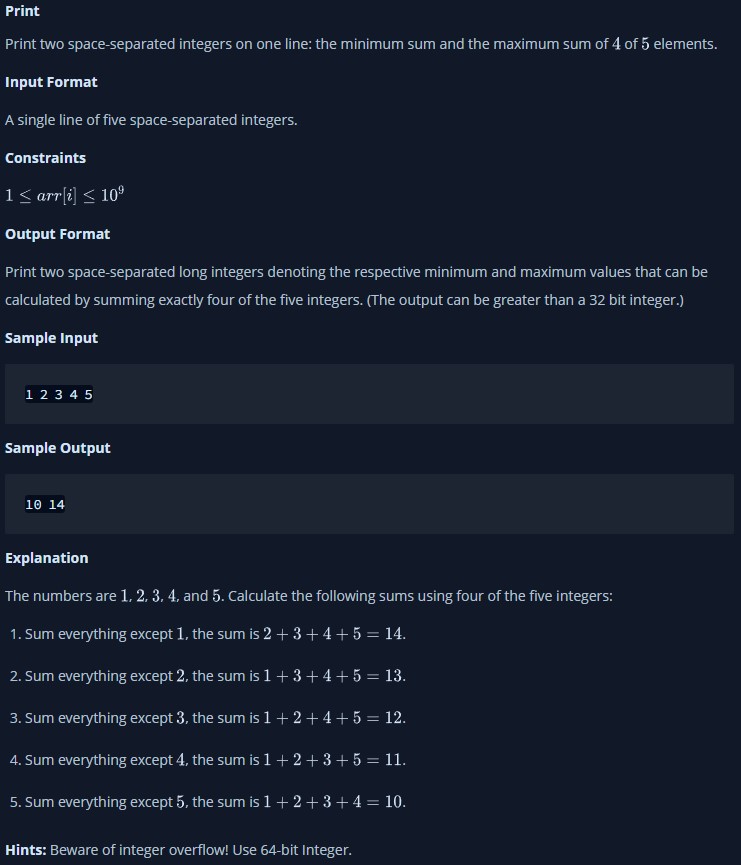 Print
Print two space-separated integers on one line: the minimum sum and the maximum sum of 4 of 5 elements.
Input Format
A single line of five space-separated integers.
Constraints
1 ≤ arr[i] ≤ 10⁹
Output Format
Print two space-separated long integers denoting the respective minimum and maximum values that can be
calculated by summing exactly four of the five integers. (The output can be greater than a 32 bit integer.)
Sample Input
1 2 3 4 5
Sample Output
10 14
Explanation
The numbers are 1, 2, 3, 4, and 5. Calculate the following sums using four of the five integers:
1. Sum everything except 1, the sum is 2 + 3 + 4 + 5 = 14.
2. Sum everything except 2, the sum is 1 + 3 + 4 + 5 = 13.
3. Sum everything except 3, the sum is 1 + 2 + 4 + 5 = 12.
4. Sum everything except 4, the sum is 1 + 2 + 3 + 5 = 11.
5. Sum everything except 5, the sum is 1 + 2 + 3 + 4 = 10.
Hints: Beware of integer overflow! Use 64-bit Integer.